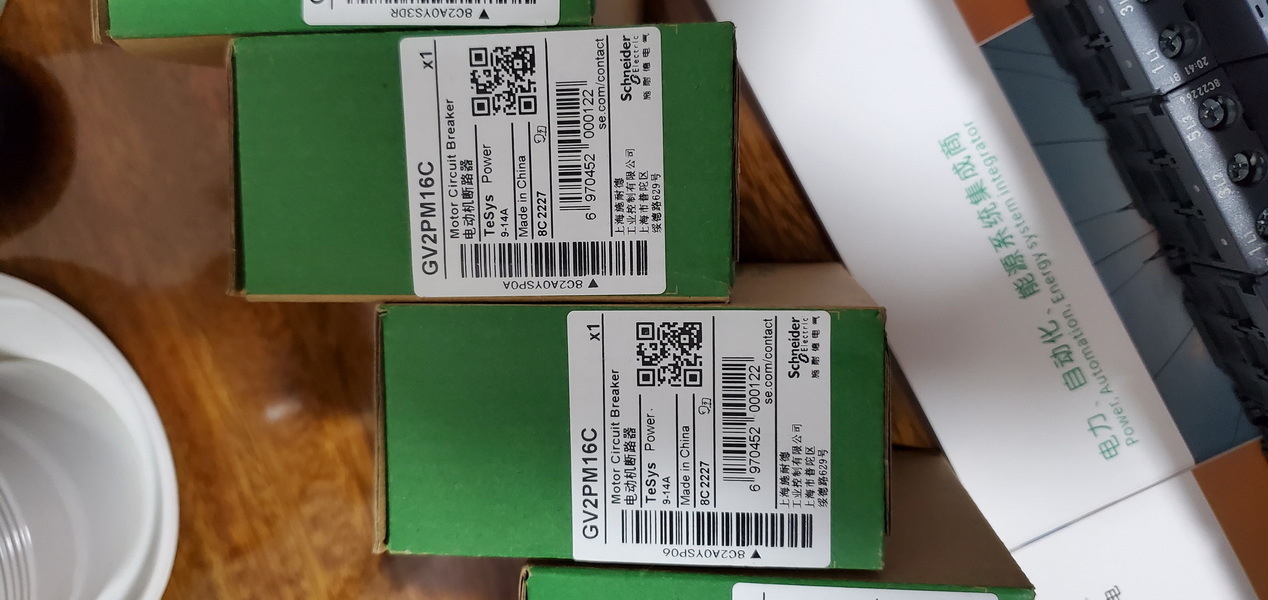 8C2A0YS3DR
GV2PM16C
x1
Motor Circuit Breaker
电动机断路器
TeSys Power
9-14A
Made in China
8C 2227
6 970452 000122
se.com/contact
上海施耐德
工业控制有限公司
上海市普陀区
绥德路629号
Schneider
Electric
施耐德电气
8C2A0YSP0A
GV2PM16C
x1
Motor Circuit Breaker
电动机断路器
TeSys Power
9-14A
Made in China
8C 2227
6 970452 000122
se.com/contact
上海施耐德
工业控制有限公司
上海市普陀区
绥德路629号
Schneider
Electric
施耐德电气
8C2A0YSP06
电力、自动化、能源系统集成商
Power, Automation, Energy system integrator
1L1
5L3
电